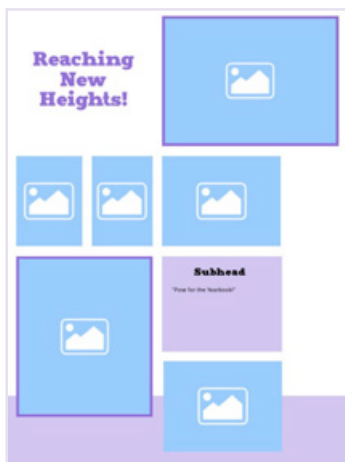 Reaching
New
Heights!
Subhead
"Pose for the Yearbook!"